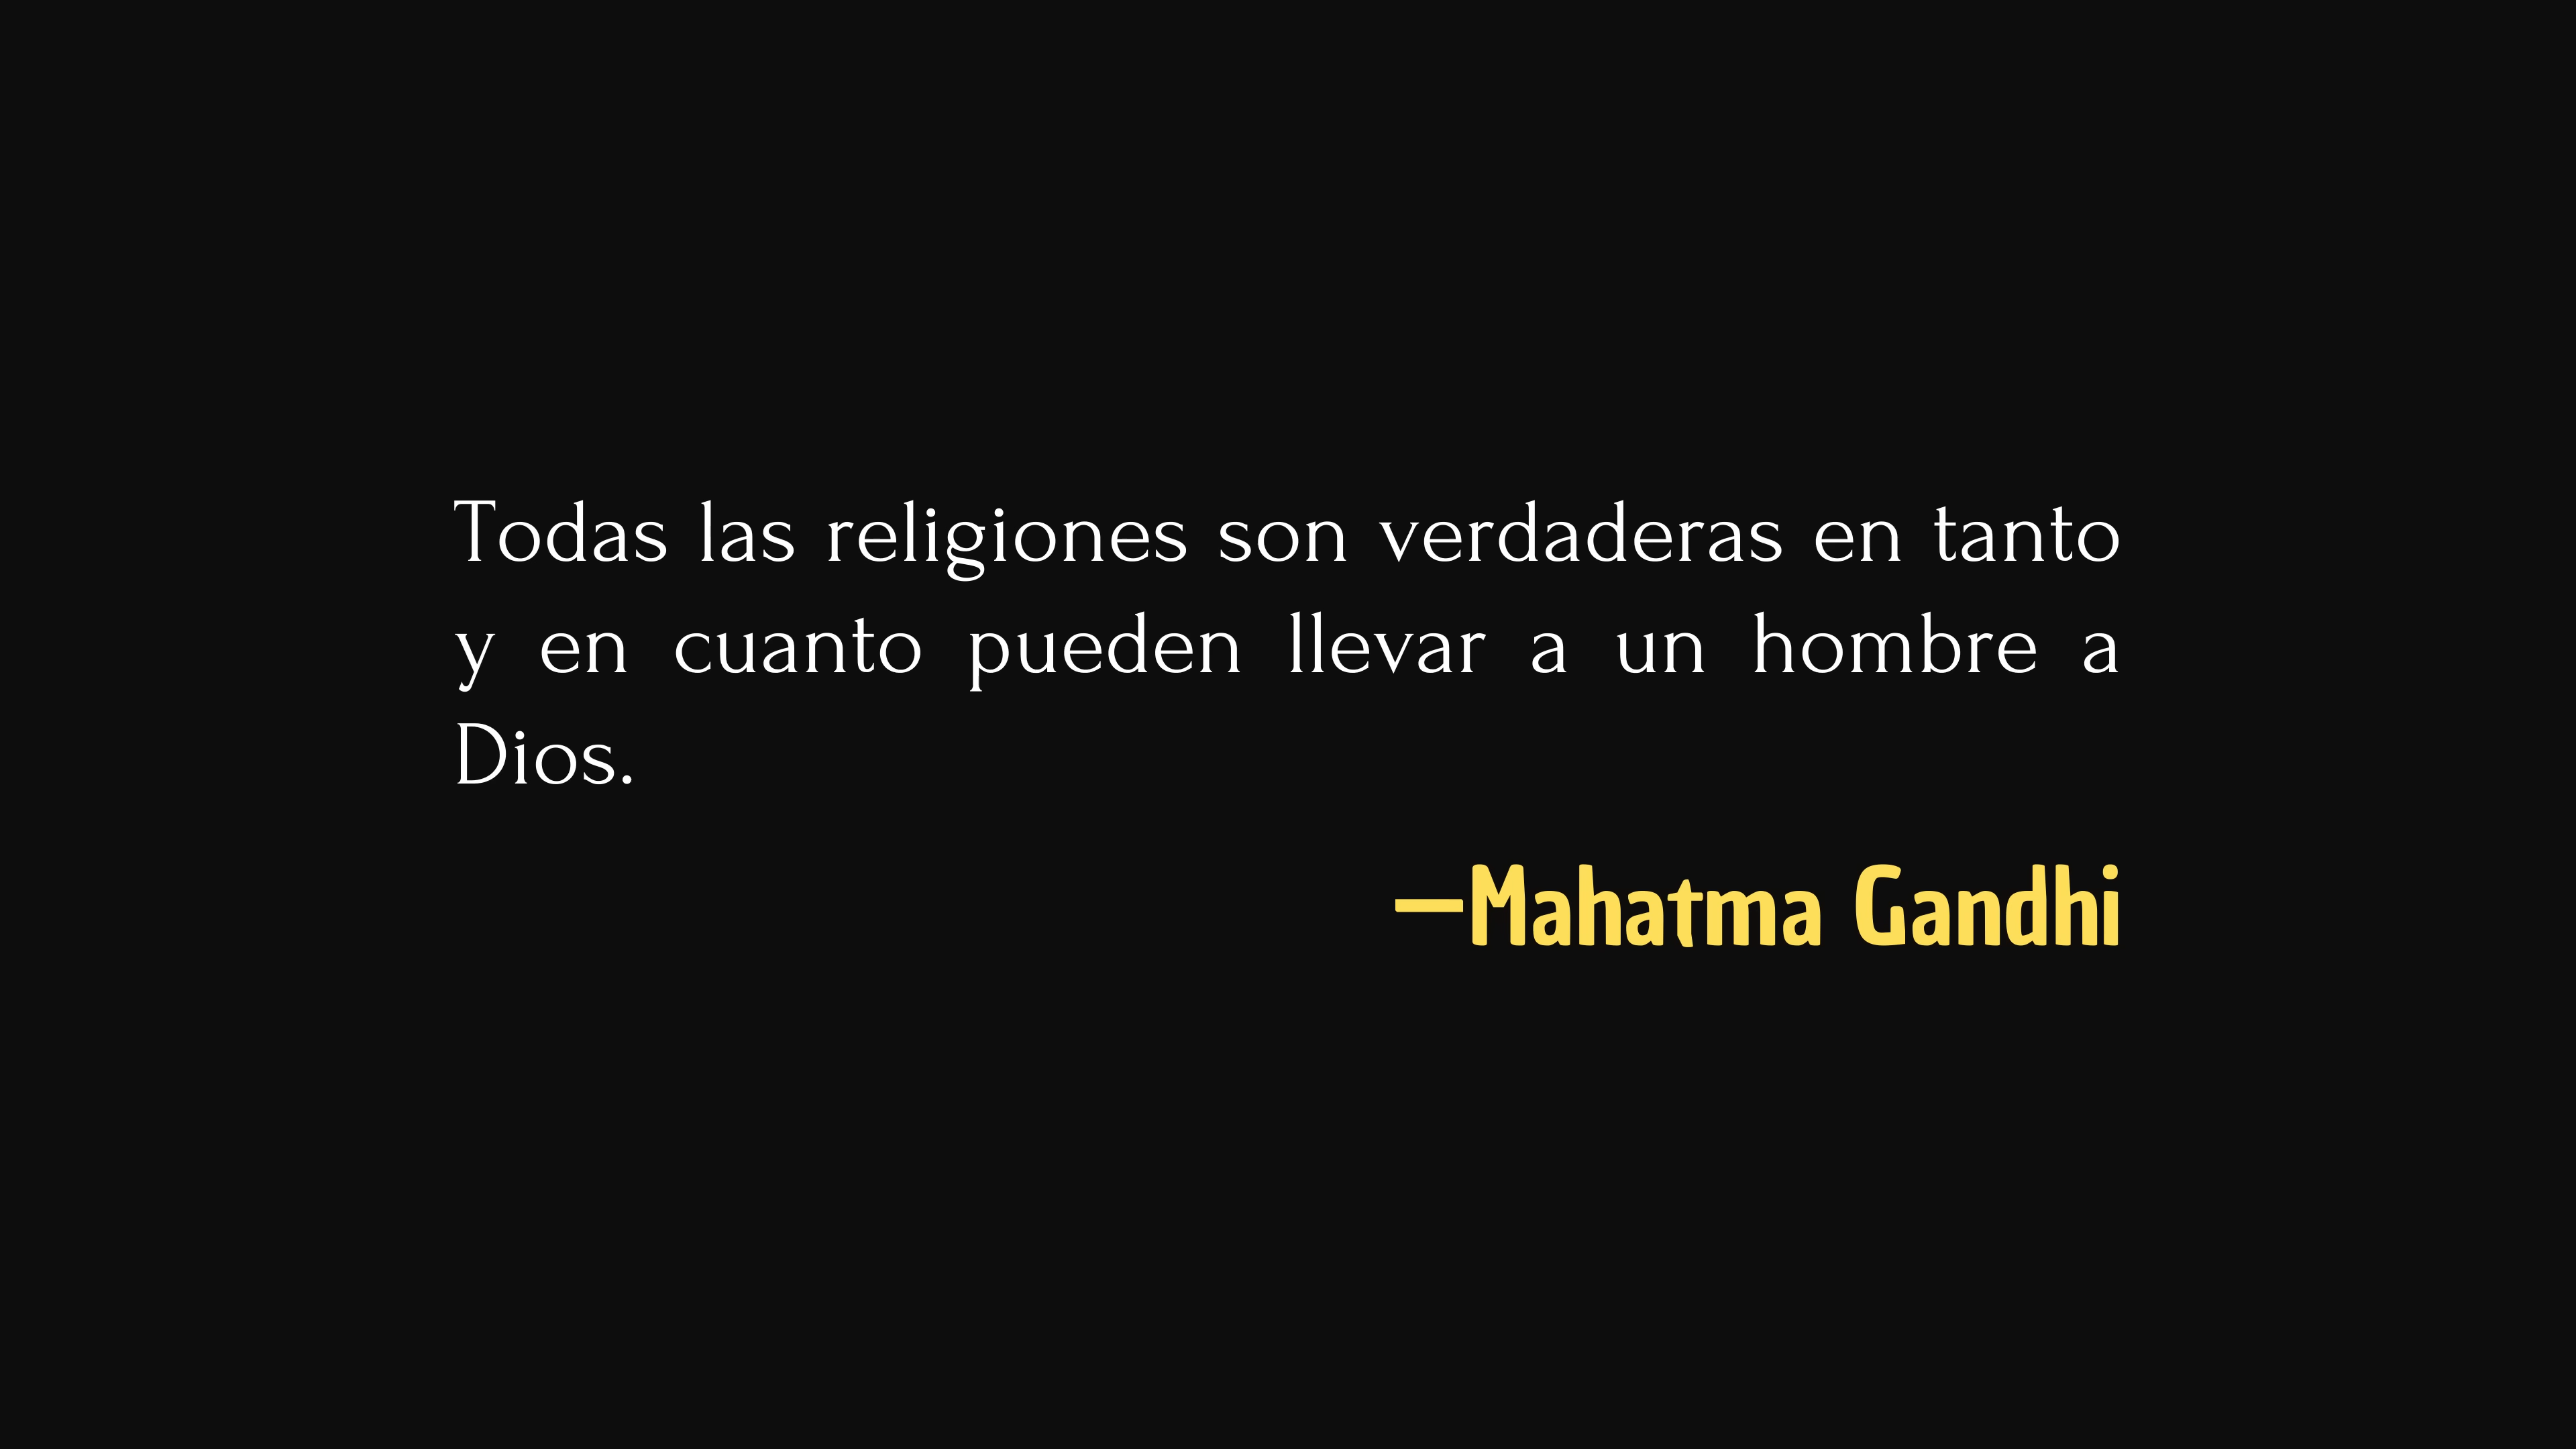 Todas las religiones son verdaderas en tanto
y en cuanto pueden llevar a un hombre a
Dios.
—Mahatma Gandhi